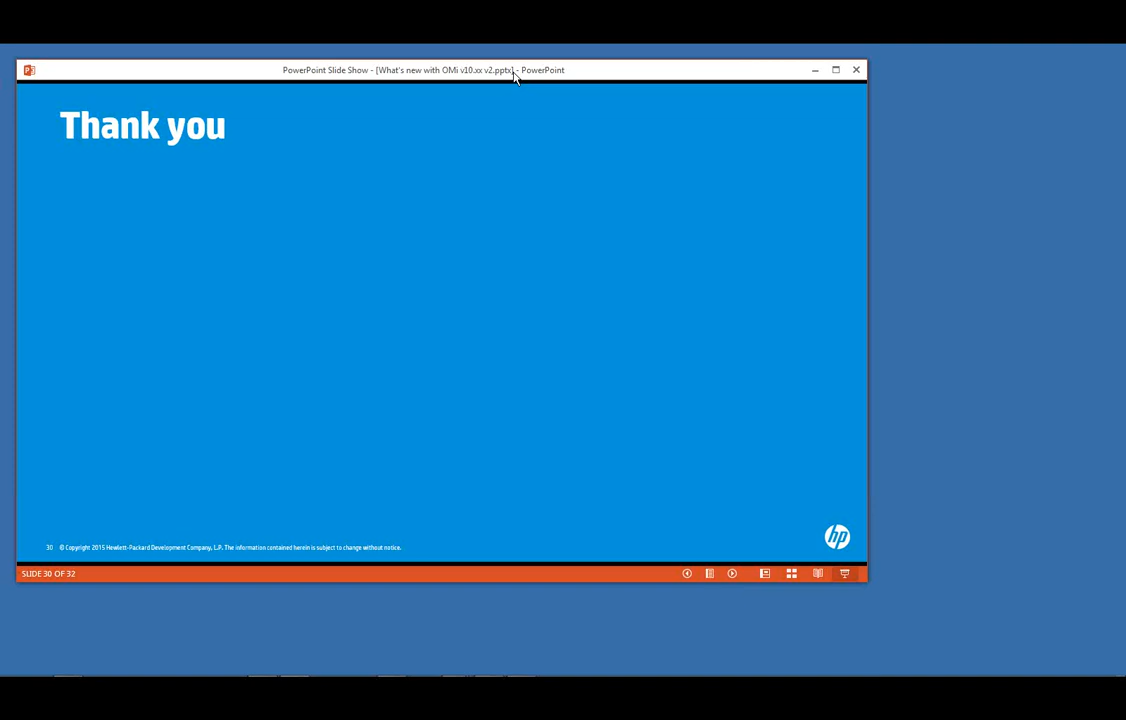 PowerPoint Slide Show - [What's new with OMi v10.xx v2.pptx] - PowerPoint
Thank you
hp
30 © Copyright 2015 Hewlett-Packard Development Company, L.P. The information contained herein is subject to change without notice.
SLIDE 30 OF 32